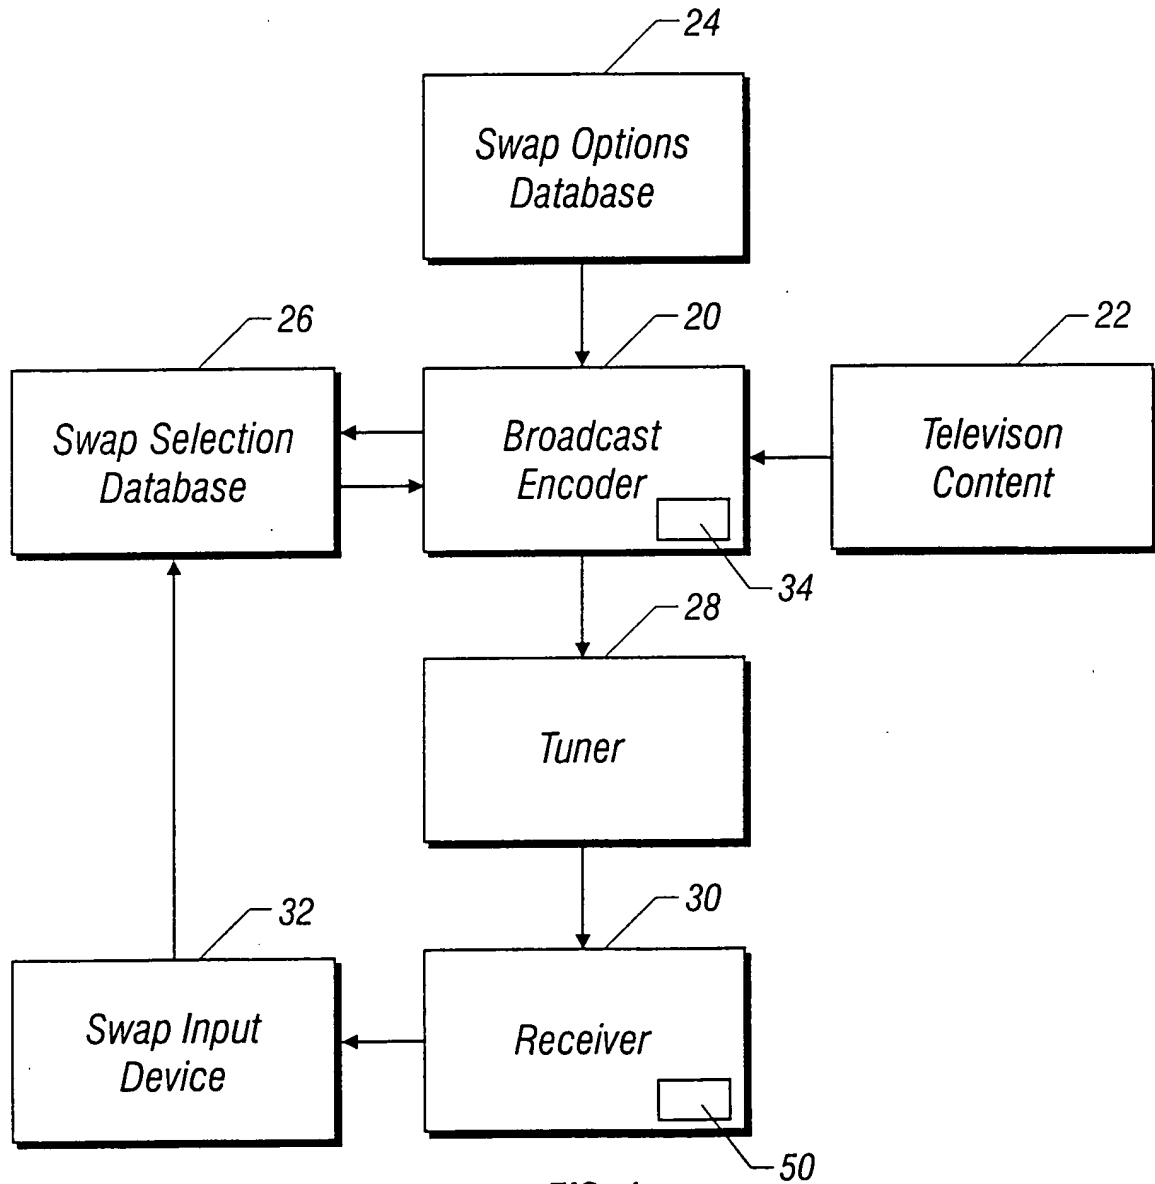 24
Swap Options
Database
26
20
22
Swap Selection
Database
Broadcast
Encoder
Televison
Content
34
28
Tuner
32
30
Swap Input
Device
Receiver
50